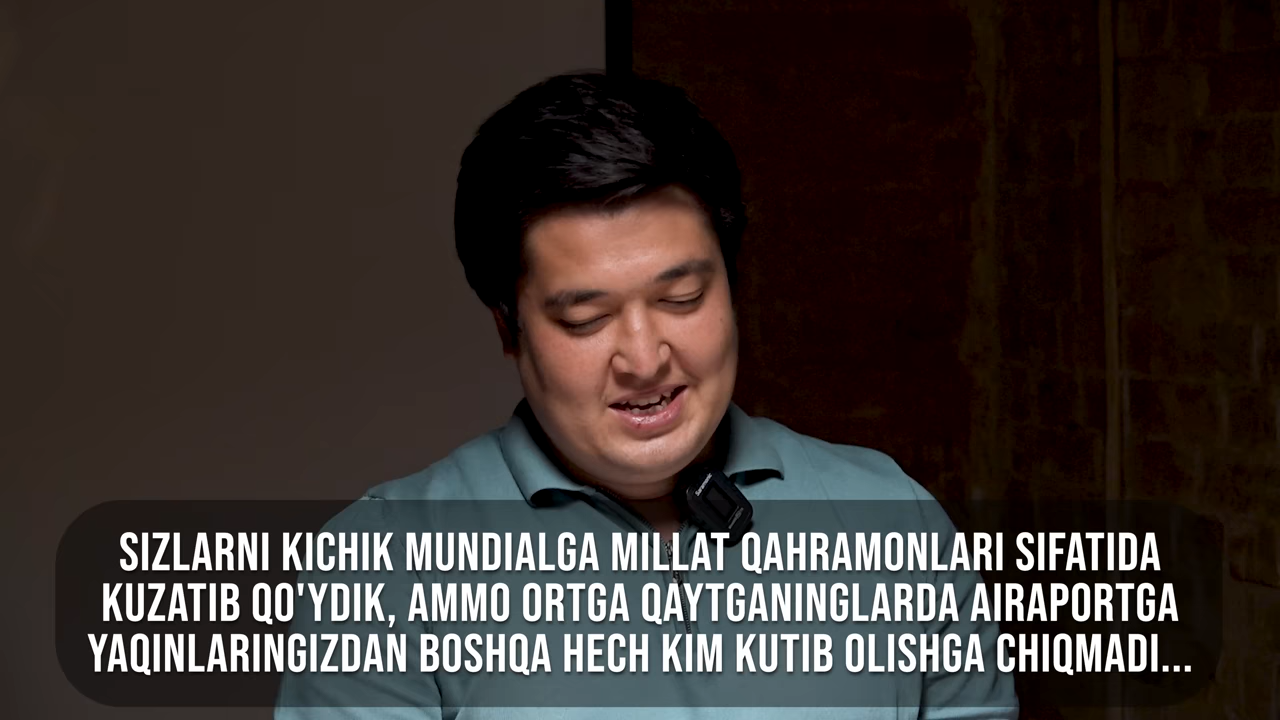 Saramonic
SIZLARNI KICHIK MUNDIALGA MILLAT QAHRAMONLARI SIFATIDA
KUZATIB QO'YDIK, AMMO ORTGA QAYTGANINGLARDA AIRAPORTGA
YAQINLARINGIZDAN BOSHQA HECH KIM KUTIB OLISHGA CHIQMADI...